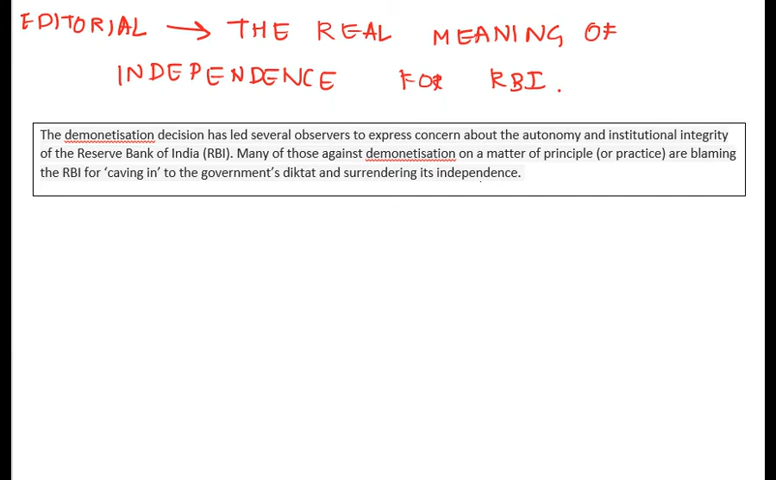 EDITORIAL → THE REAL MEANING OF
INDEPENDENCE FOR RBI.
The demonetisation decision has led several observers to express concern about the autonomy and institutional integrity
of the Reserve Bank of India (RBI). Many of those against demonetisation on a matter of principle (or practice) are blaming
the RBI for ‘caving in’ to the government’s diktat and surrendering its independence.